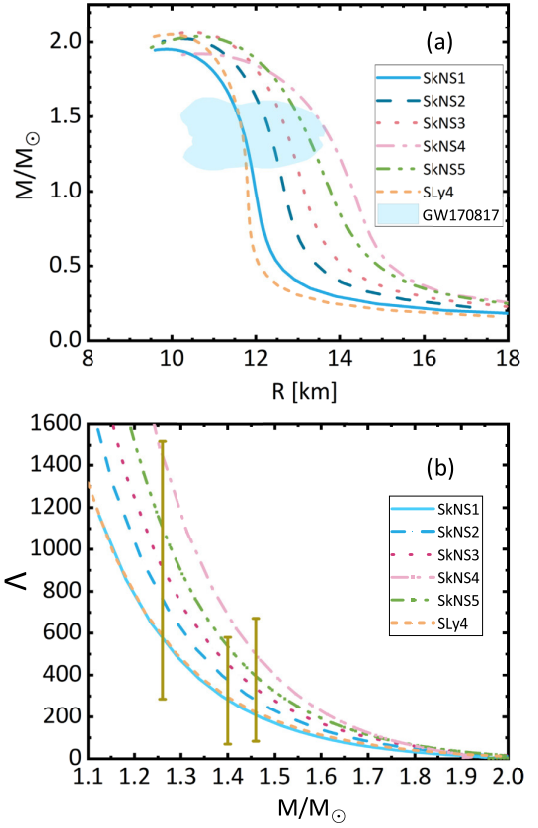 (a)
2.0
1.5
1.0
0.5
0.0
M/M⊙
SkNS1
SkNS2
SkNS3
SkNS4
SkNS5
SLy4
GW170817
8 10 12 14 16 18
R [km]
(b)
1600
1400
1200
1000
800
600
400
200
0
Λ
SkNS1
SkNS2
SkNS3
SkNS4
SkNS5
SLy4
1.1 1.2 1.3 1.4 1.5 1.6 1.7 1.8 1.9 2.0
M/M⊙